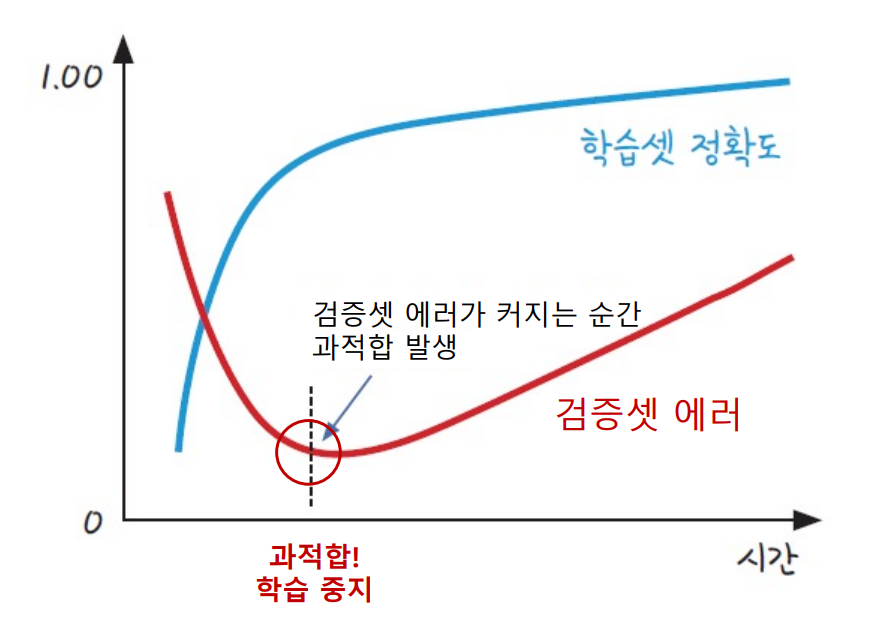 1.00
학습셋 정확도
검증셋 에러가 커지는 순간
과적합 발생
검증셋 에러
0
시간
과적합!
학습 중지